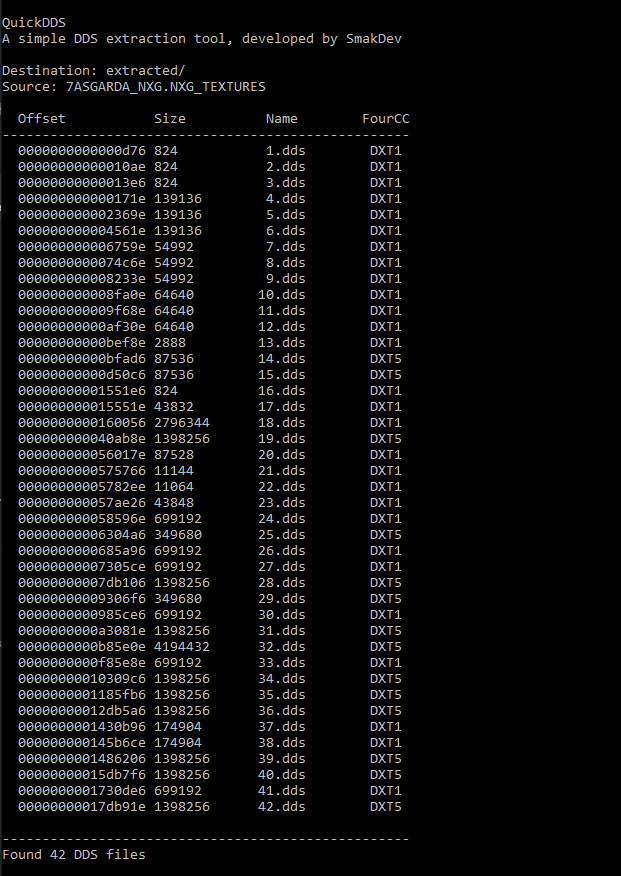 QuickDDS
A simple DDS extraction tool, developed by SmakDev
Destination: extracted/
Source: 7ASGARDA_NXG.NXG_TEXTURES
Offset Size Name FourCC
---------------------------------------------------
0000000000000d76 824 1.dds DXT1
00000000000010ae 824 2.dds DXT1
00000000000013e6 824 3.dds DXT1
000000000000171e 139136 4.dds DXT1
000000000002369e 139136 5.dds DXT1
000000000004561e 139136 6.dds DXT1
000000000006759e 54992 7.dds DXT1
0000000000074c6e 54992 8.dds DXT1
000000000008233e 54992 9.dds DXT1
000000000008fa0e 64640 10.dds DXT1
000000000009f68e 64640 11.dds DXT1
00000000000af30e 64640 12.dds DXT1
00000000000bef8e 2888 13.dds DXT1
00000000000bfad6 87536 14.dds DXT5
00000000000d50c6 87536 15.dds DXT5
00000000001551e6 824 16.dds DXT1
000000000015551e 43832 17.dds DXT1
0000000000160056 2796344 18.dds DXT1
000000000040ab8e 1398256 19.dds DXT5
000000000056017e 87528 20.dds DXT1
0000000000575766 11144 21.dds DXT1
00000000005782ee 11064 22.dds DXT1
000000000057ae26 43848 23.dds DXT1
000000000058596e 699192 24.dds DXT1
00000000006304a6 349680 25.dds DXT5
0000000000685a96 699192 26.dds DXT1
00000000007305ce 699192 27.dds DXT1
00000000007db106 1398256 28.dds DXT5
00000000009306f6 349680 29.dds DXT5
0000000000985ce6 699192 30.dds DXT1
0000000000a3081e 1398256 31.dds DXT5
0000000000b85e0e 4194432 32.dds DXT5
0000000000f85e8e 699192 33.dds DXT1
00000000010309c6 1398256 34.dds DXT5
0000000001185fb6 1398256 35.dds DXT5
00000000012db5a6 1398256 36.dds DXT5
0000000001430b96 174904 37.dds DXT1
000000000145b6ce 174904 38.dds DXT1
0000000001486206 1398256 39.dds DXT5
00000000015db7f6 1398256 40.dds DXT5
0000000001730de6 699192 41.dds DXT1
00000000017db91e 1398256 42.dds DXT5
---------------------------------------------------
Found 42 DDS files